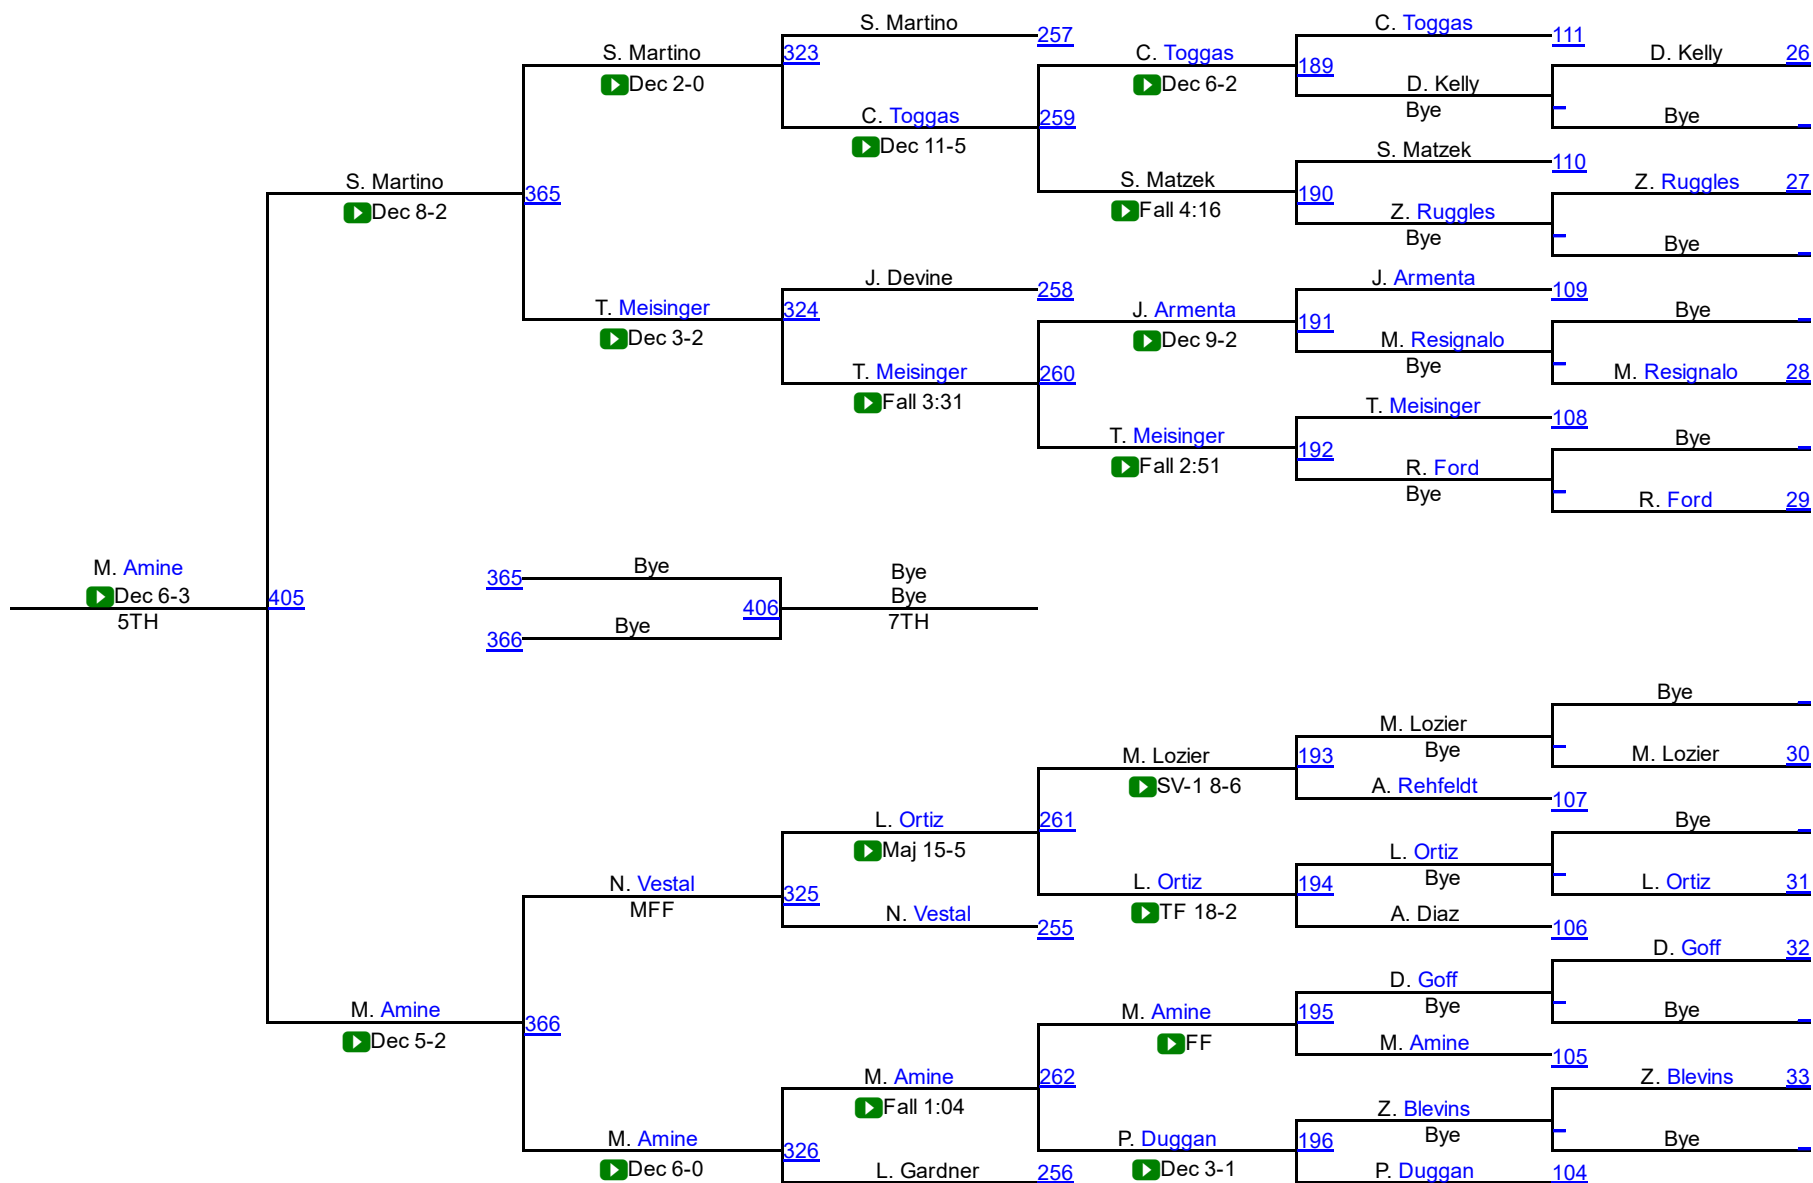 S. Martino
257
C. Toggas
111
S. Martino
323
C. Toggas
189
D. Kelly
26
Dec 2-0
Dec 6-2
D. Kelly
Bye
C. Toggas
259
Bye
Dec 11-5
S. Matzek
110
S. Martino
365
S. Matzek
190
Z. Ruggles
27
Dec 8-2
Fall 4:16
Z. Ruggles
Bye
Bye
J. Devine
258
J. Armenta
109
T. Meisinger
324
J. Armenta
191
Bye
Dec 3-2
Dec 9-2
M. Resignalo
Bye
T. Meisinger
260
M. Resignalo
28
Fall 3:31
T. Meisinger
108
T. Meisinger
192
Bye
Fall 2:51
R. Ford
Bye
R. Ford
29
M. Amine
Dec 6-3
405
5TH
365
Bye
Bye
Bye
406
7TH
366
Bye
Bye
M. Lozier
Bye
M. Lozier
193
M. Lozier
30
SV-1 8-6
A. Rehfeldt
107
L. Ortiz
261
Bye
Maj 15-5
L. Ortiz
Bye
N. Vestal
325
L. Ortiz
194
L. Ortiz
31
MFF
TF 18-2
N. Vestal
255
A. Diaz
106
D. Goff
32
D. Goff
Bye
M. Amine
366
M. Amine
195
Bye
Dec 5-2
FF
M. Amine
105
M. Amine
262
Z. Blevins
33
Fall 1:04
Z. Blevins
Bye
M. Amine
326
P. Duggan
196
Bye
Dec 6-0
L. Gardner
256
Dec 3-1
P. Duggan
104